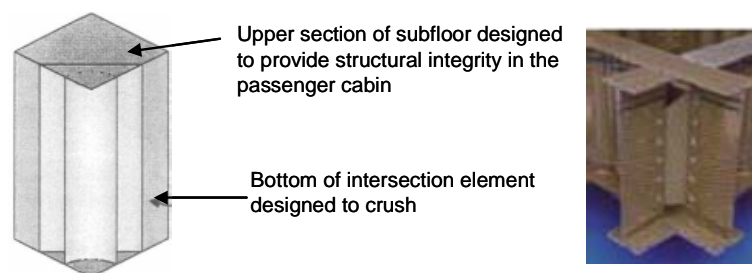 Upper section of subfloor designed
to provide structural integrity in the
passenger cabin
Bottom of intersection element
designed to crush